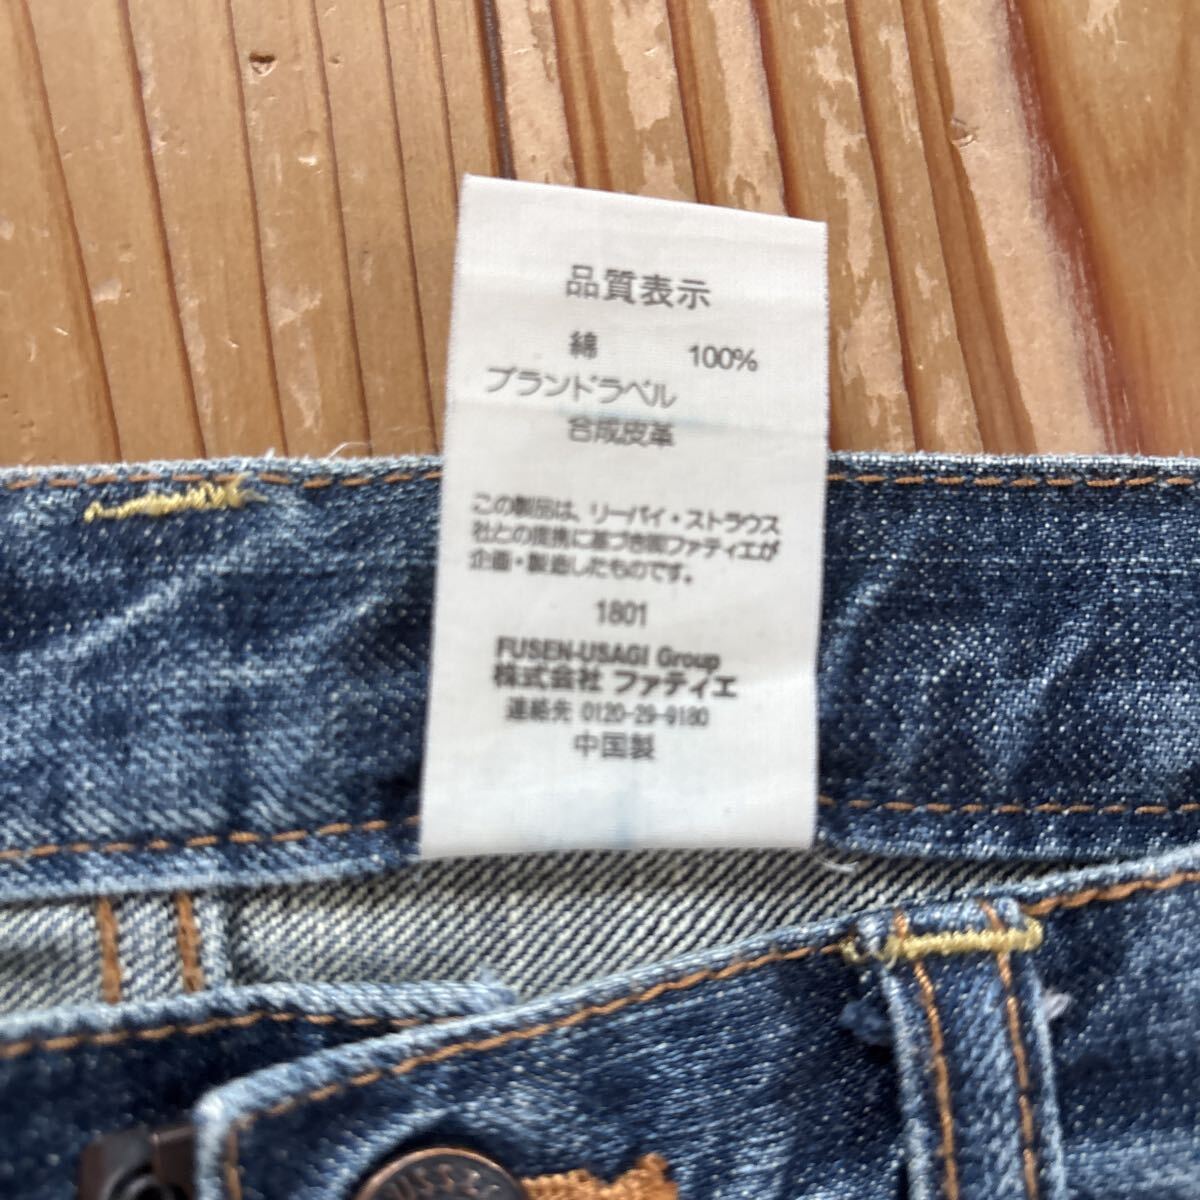 品質表示
綿 100%
ブランドラベル
合成皮革
この製品は、リーバイ・ストラウス
社との提携に基づき㈱ファティエが
企画・製造したものです。
1801
FUSEN-USAGI Group
株式会社 ファティエ
連絡先 0120-29-9180
中国製